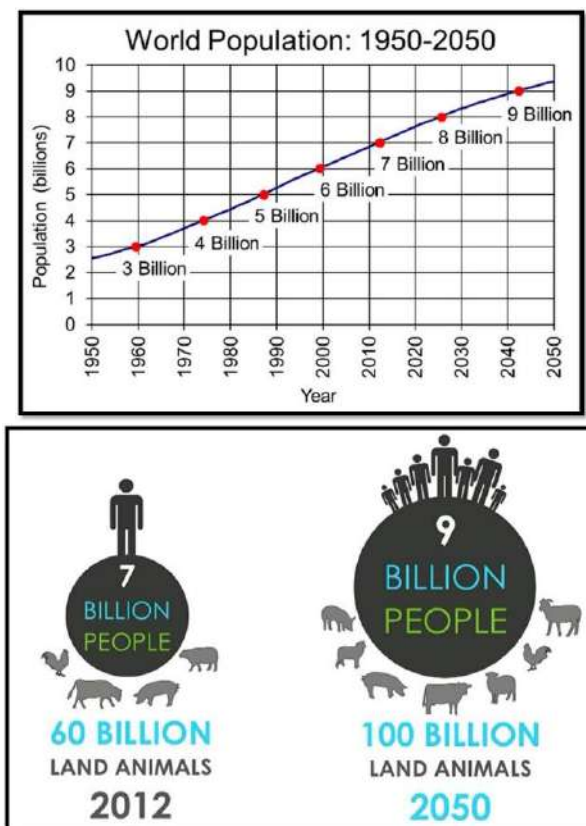 World Population: 1950-2050
10
9
8
7
6
5
4
3
2
1
0
Population (billions)
3 Billion
4 Billion
5 Billion
6 Billion
7 Billion
8 Billion
9 Billion
1950
1960
1970
1980
1990
2000
2010
2020
2030
2040
2050
Year
7
BILLION
PEOPLE
60 BILLION
LAND ANIMALS
2012
9
BILLION
PEOPLE
100 BILLION
LAND ANIMALS
2050